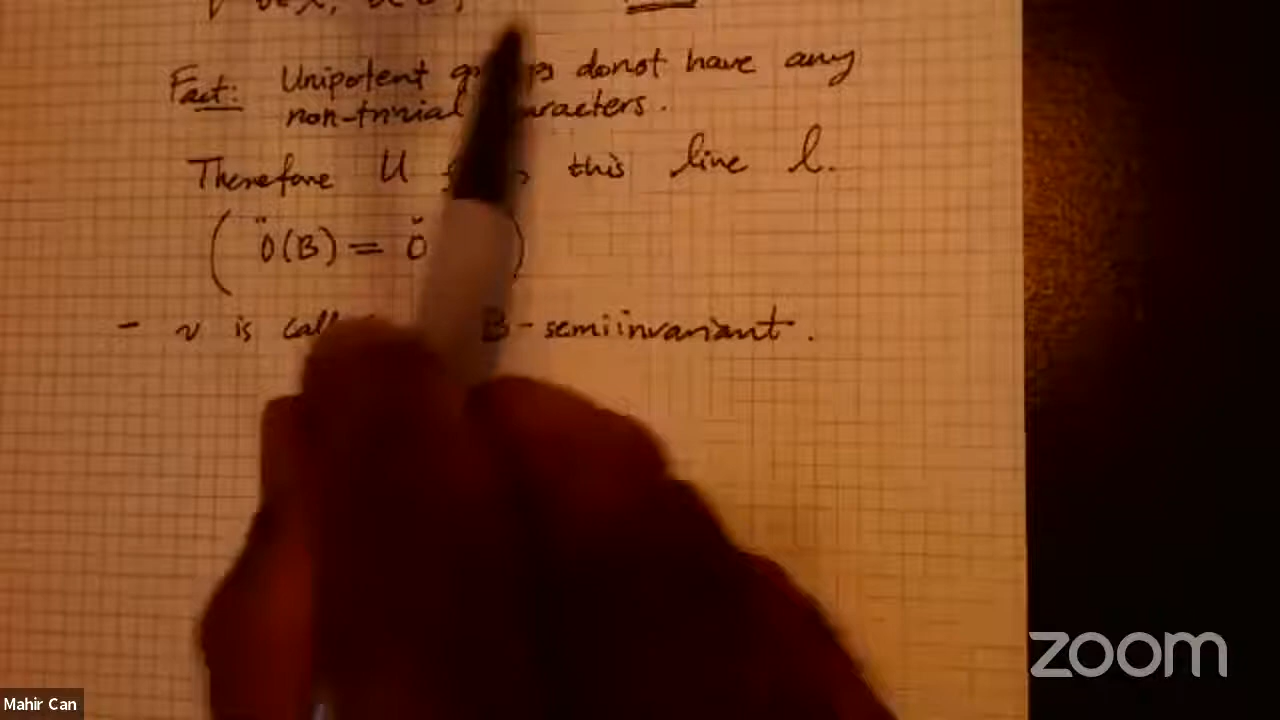 Fact: Unipotent donot have any
non-trivial
Therefore U this line l.
( Ö(B) = )
- v is B-semiinvariant.
zoom
Mahir Can